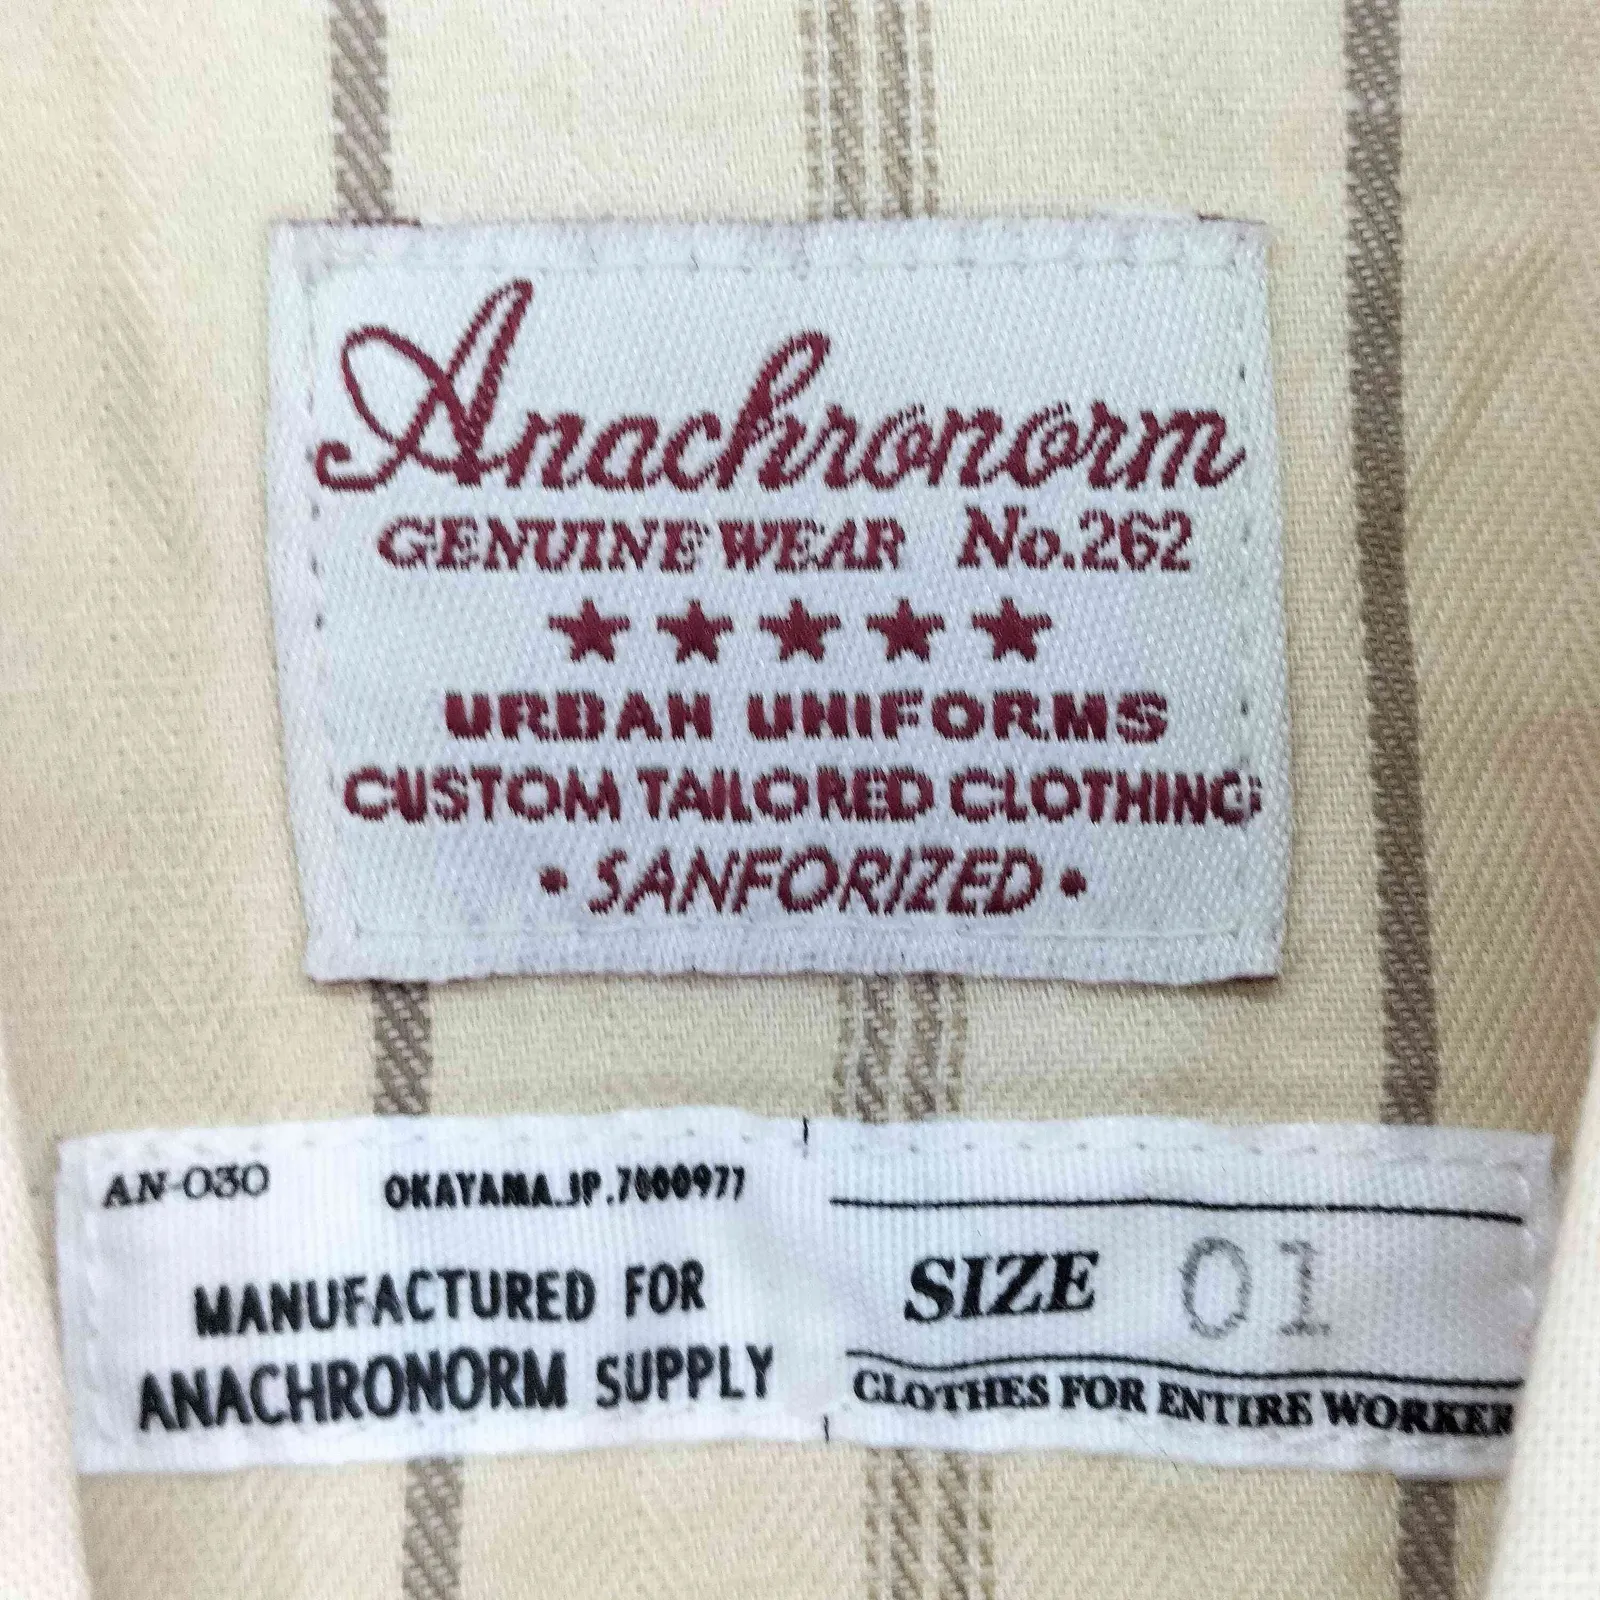 Anachronorm
GENUINE WEAR No.262
★★★★★
URBAN UNIFORMS
CUSTOM TAILORED CLOTHING
• SANFORIZED •
AN-030 OKAYAMA.JP.7000977
MANUFACTURED FOR
ANACHRONORM SUPPLY
SIZE 01
CLOTHES FOR ENTIRE WORKER